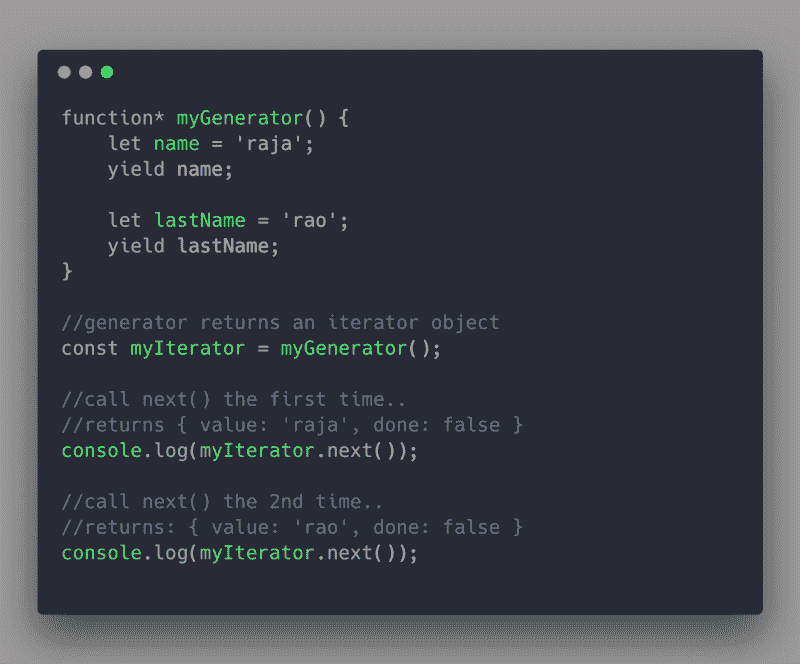 function* myGenerator() {
    let name = 'raja';
    yield name;

    let lastName = 'rao';
    yield lastName;
}

//generator returns an iterator object
const myIterator = myGenerator();

//call next() the first time..
//returns { value: 'raja', done: false }
console.log(myIterator.next());

//call next() the 2nd time..
//returns: { value: 'rao', done: false }
console.log(myIterator.next());